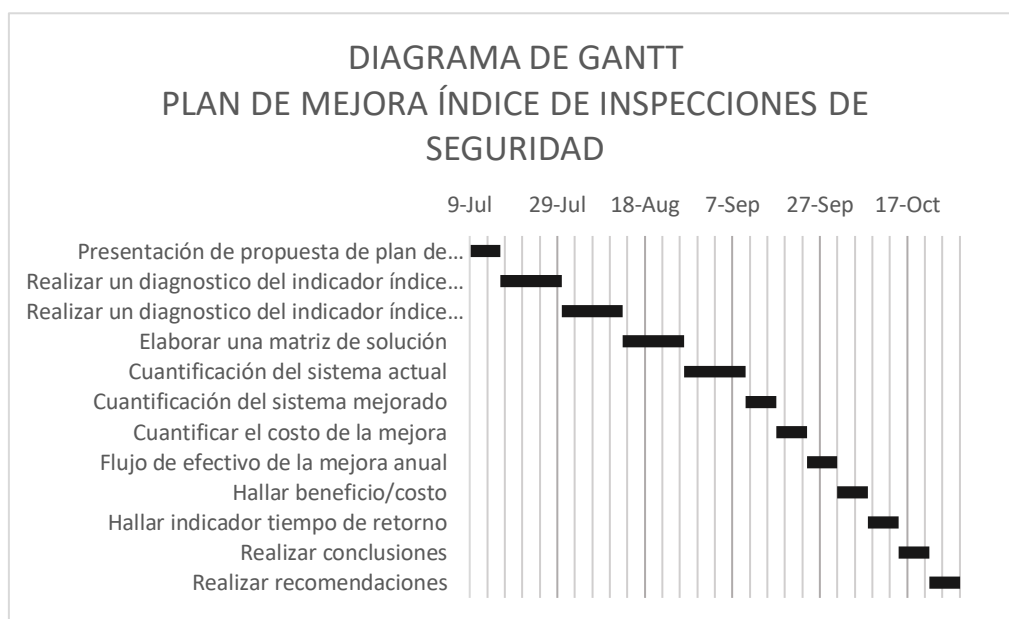 DIAGRAMA DE GANTT
PLAN DE MEJORA ÍNDICE DE INSPECCIONES DE
SEGURIDAD
9-Jul 29-Jul 18-Aug 7-Sep 27-Sep 17-Oct
Presentación de propuesta de plan de...
Realizar un diagnostico del indicador índice...
Realizar un diagnostico del indicador índice...
Elaborar una matriz de solución
Cuantificación del sistema actual
Cuantificación del sistema mejorado
Cuantificar el costo de la mejora
Flujo de efectivo de la mejora anual
Hallar beneficio/costo
Hallar indicador tiempo de retorno
Realizar conclusiones
Realizar recomendaciones